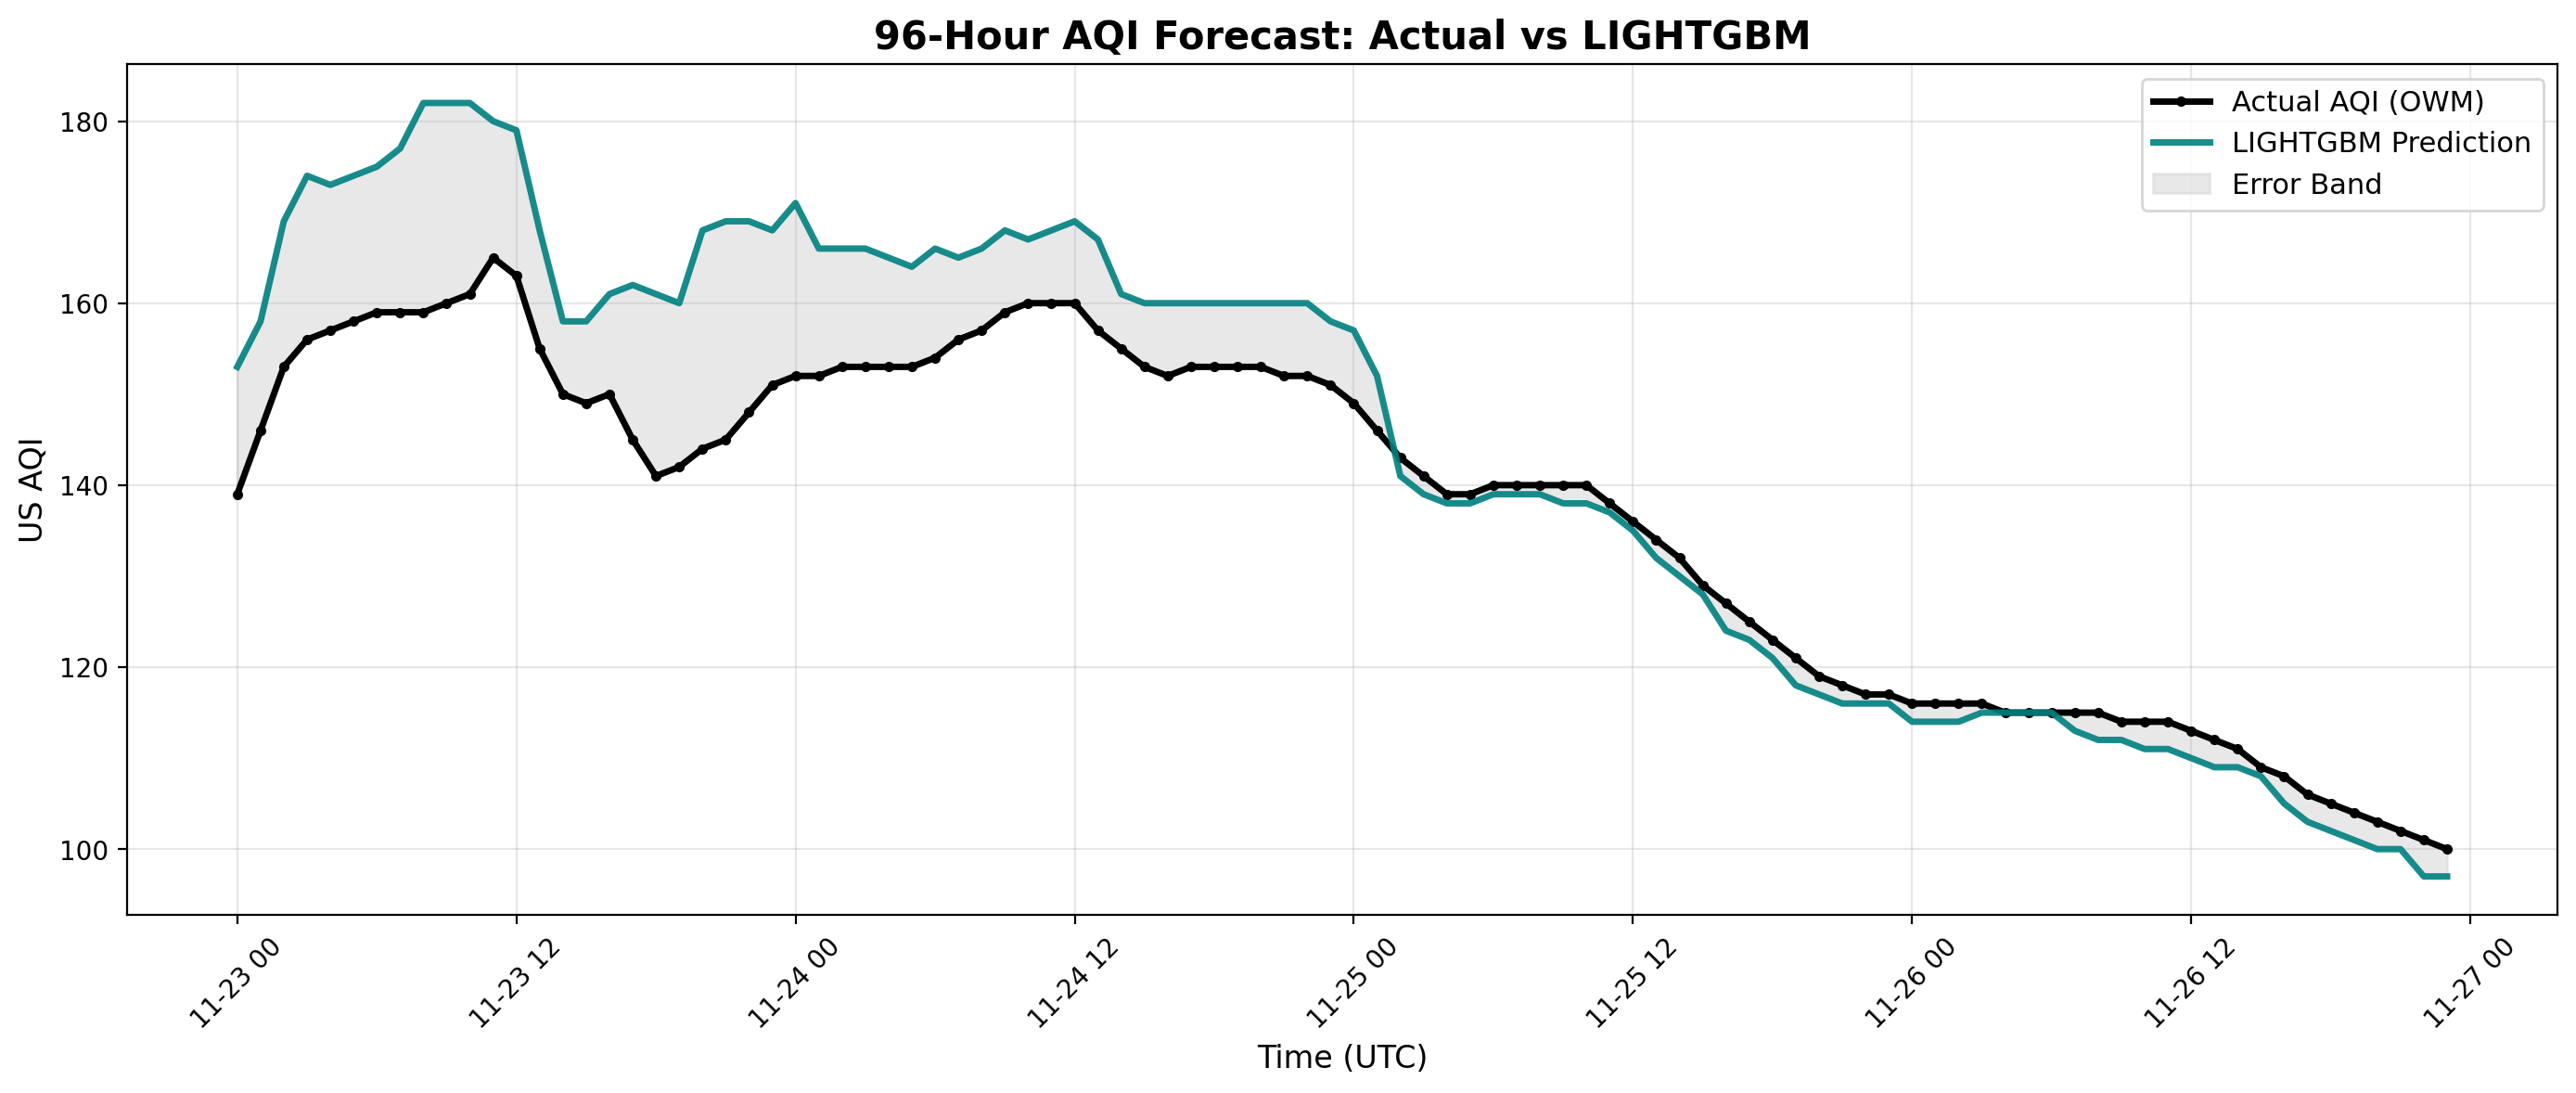 96-Hour AQI Forecast: Actual vs LIGHTGBM
Actual AQI (OWM)
LIGHTGBM Prediction
Error Band
US AQI
180
160
140
120
100
11-23 00
11-23 12
11-24 00
11-24 12
11-25 00
11-25 12
11-26 00
11-26 12
11-27 00
Time (UTC)